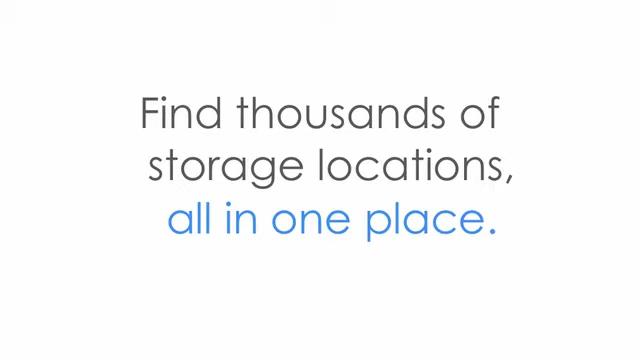 Find thousands of
storage locations,
all in one place.